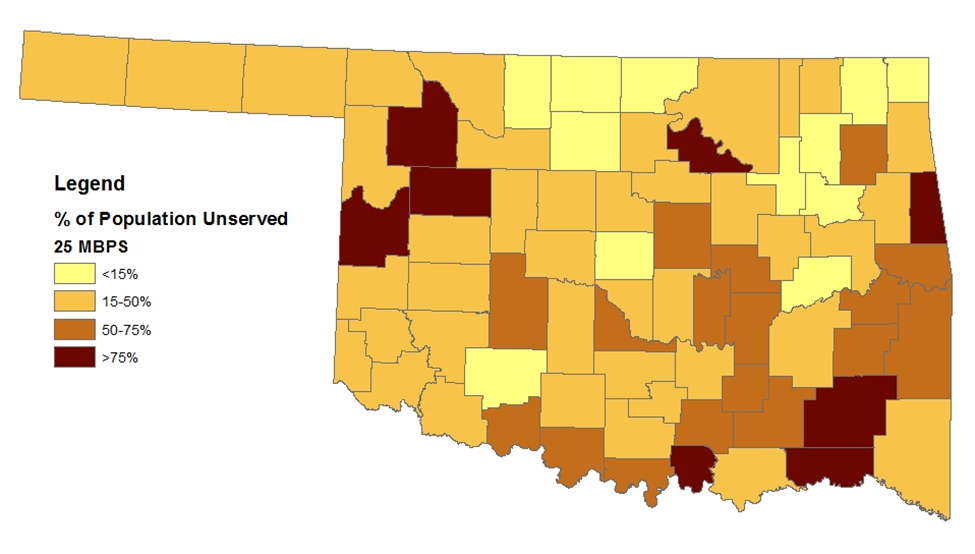 Legend
% of Population Unserved
25 MBPS
<15%
15-50%
50-75%
>75%